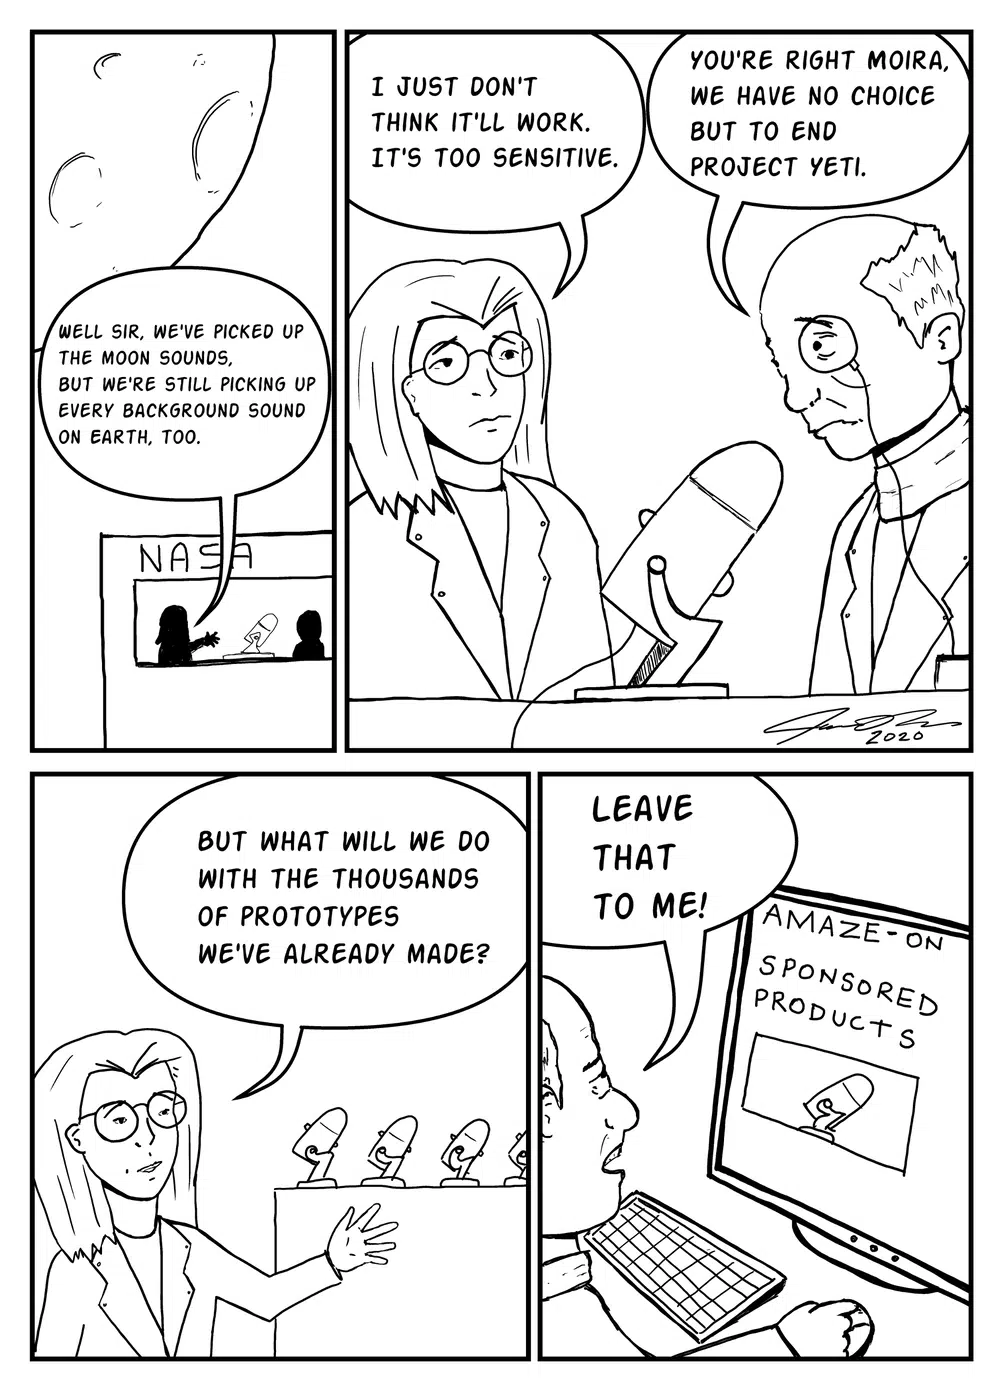 WELL SIR, WE'VE PICKED UP
THE MOON SOUNDS,
BUT WE'RE STILL PICKING UP
EVERY BACKGROUND SOUND
ON EARTH, TOO.
NASA
I JUST DON'T
THINK IT'LL WORK.
IT'S TOO SENSITIVE.
YOU'RE RIGHT MOIRA,
WE HAVE NO CHOICE
BUT TO END
PROJECT YETI.
2020
BUT WHAT WILL WE DO
WITH THE THOUSANDS
OF PROTOTYPES
WE'VE ALREADY MADE?
LEAVE
THAT
TO ME!
AMAZE-ON
SPONSORED
PRODUCTS